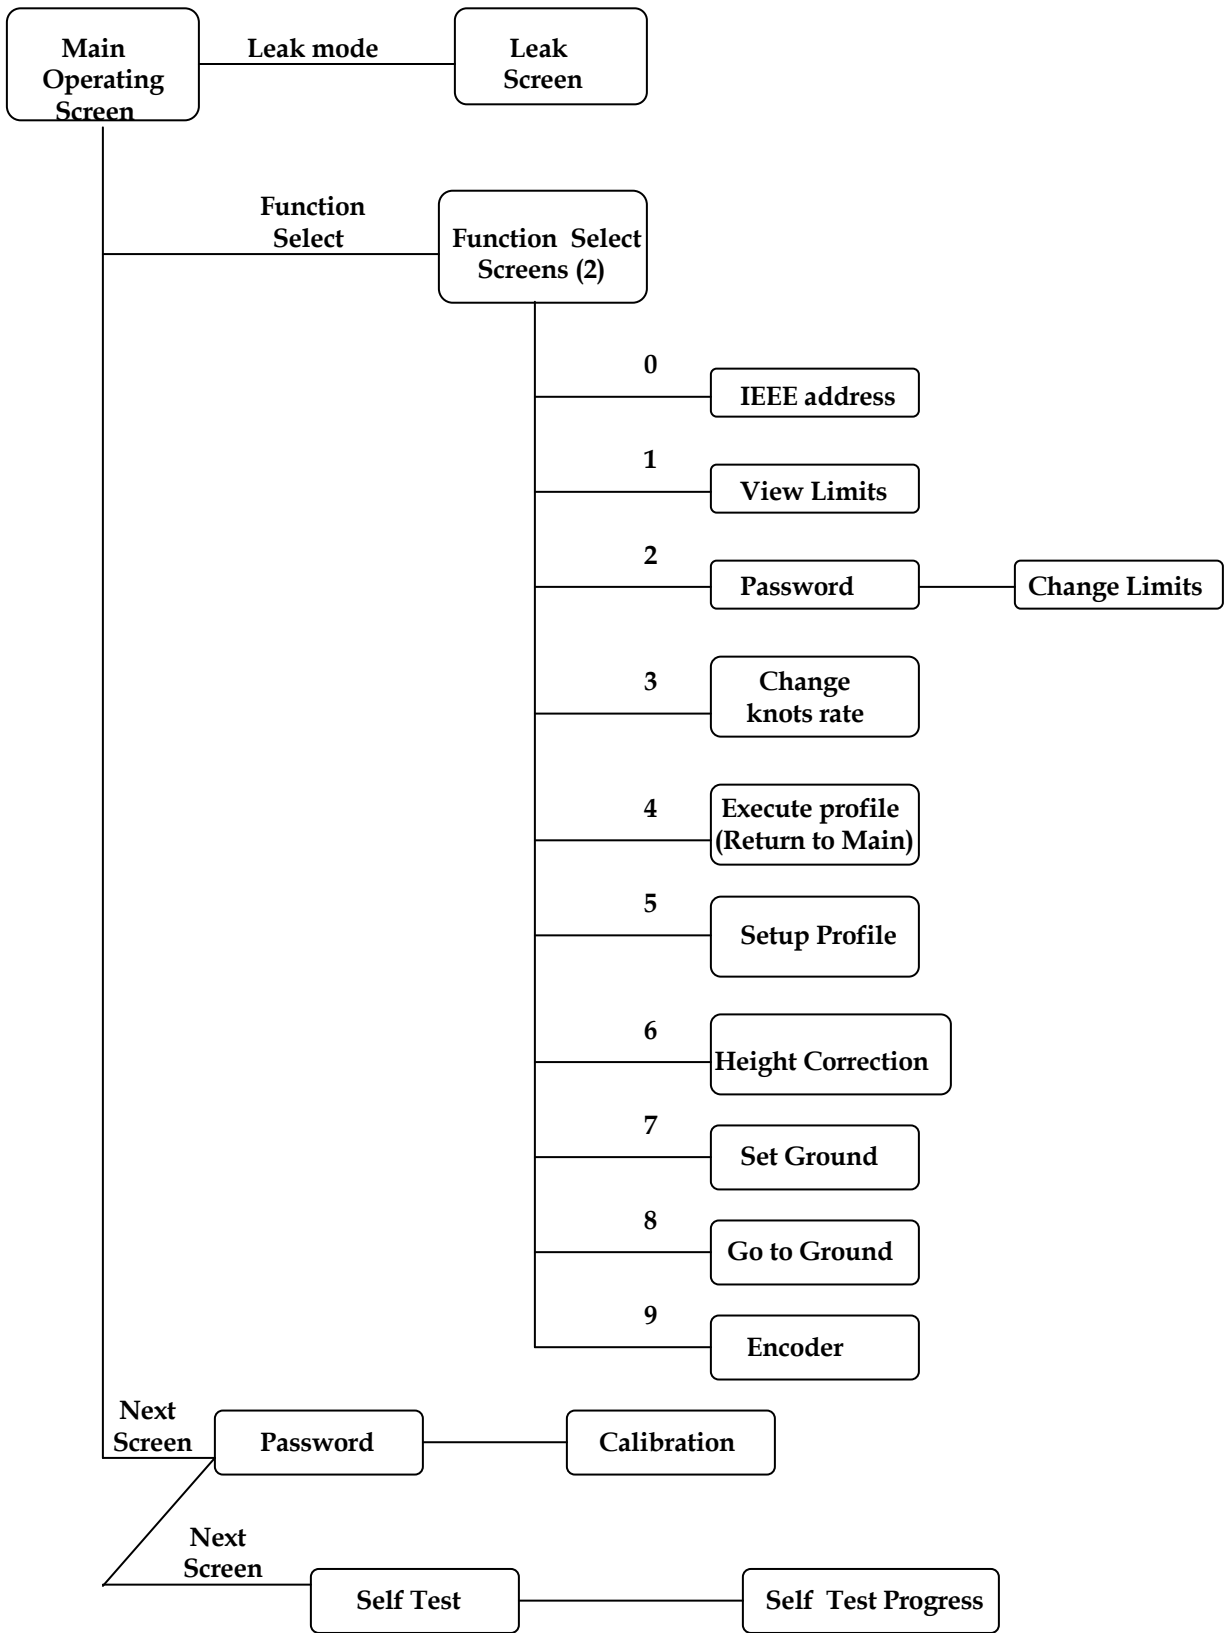 Main
Operating
Screen
Leak mode
Leak
Screen
Function
Select
Function Select
Screens (2)
0
IEEE address
1
View Limits
2
Password
Change Limits
3
Change
knots rate
4
Execute profile
(Return to Main)
5
Setup Profile
6
Height Correction
7
Set Ground
8
Go to Ground
9
Encoder
Next
Screen
Password
Calibration
Next
Screen
Self Test
Self Test Progress